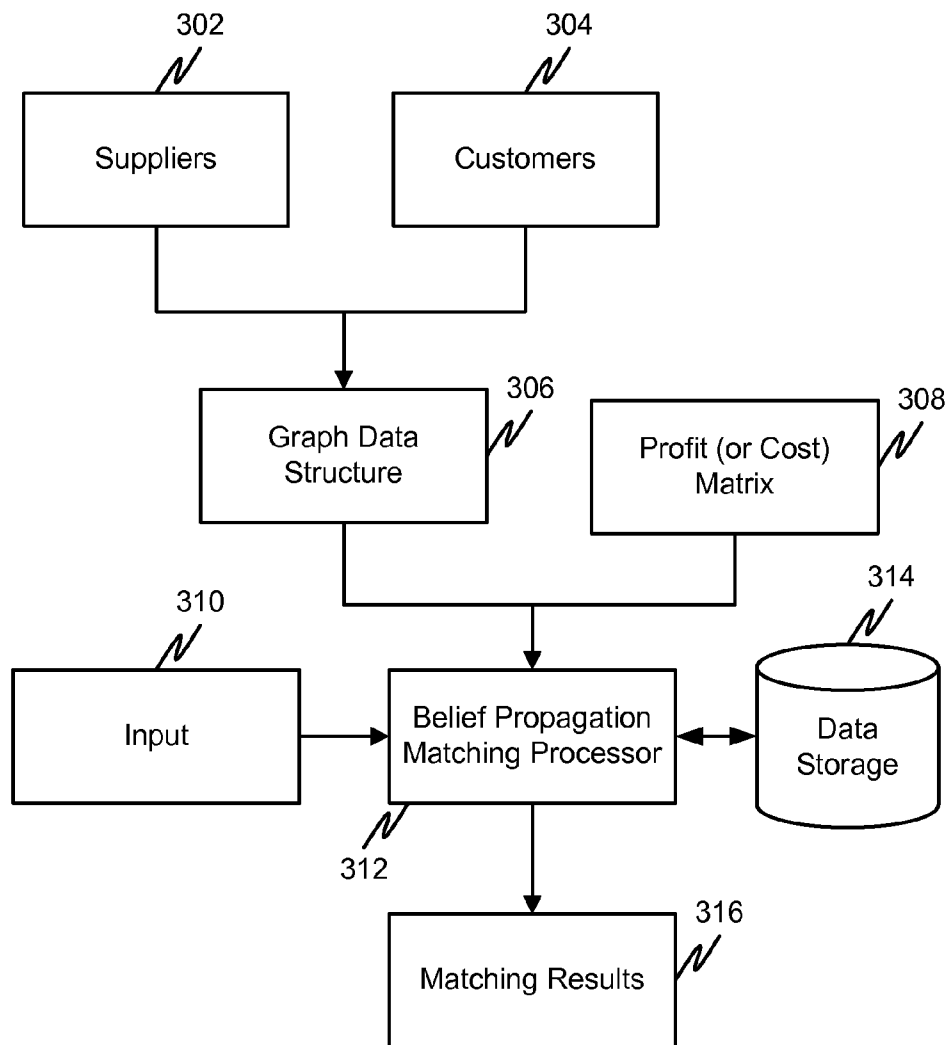 302
304
Suppliers
Customers
306
308
Graph Data
Structure
Profit (or Cost)
Matrix
310
314
Input
Belief Propagation
Matching Processor
Data
Storage
312
316
Matching Results